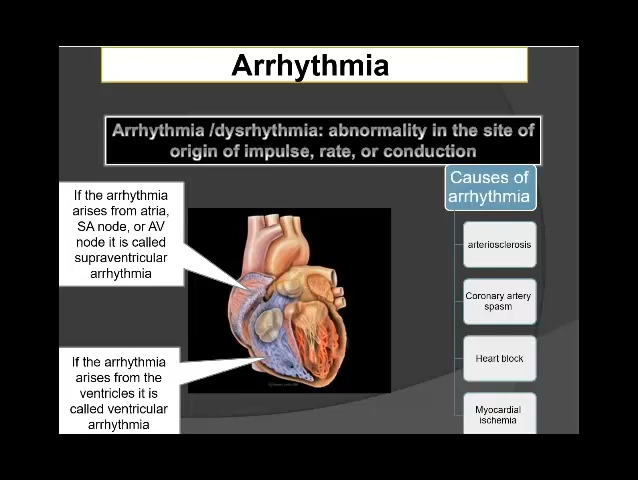 Arrhythmia
Arrhythmia /dysrhythmia: abnormality in the site of
origin of impulse, rate, or conduction
If the arrhythmia
arises from atria,
SA node, or AV
node it is called
supraventricular
arrhythmia
If the arrhythmia
arises from the
ventricles it is
called ventricular
arrhythmia
Causes of
arrhythmia
arteriosclerosis
Coronary artery
spasm
Heart block
Myocardial
ischemia